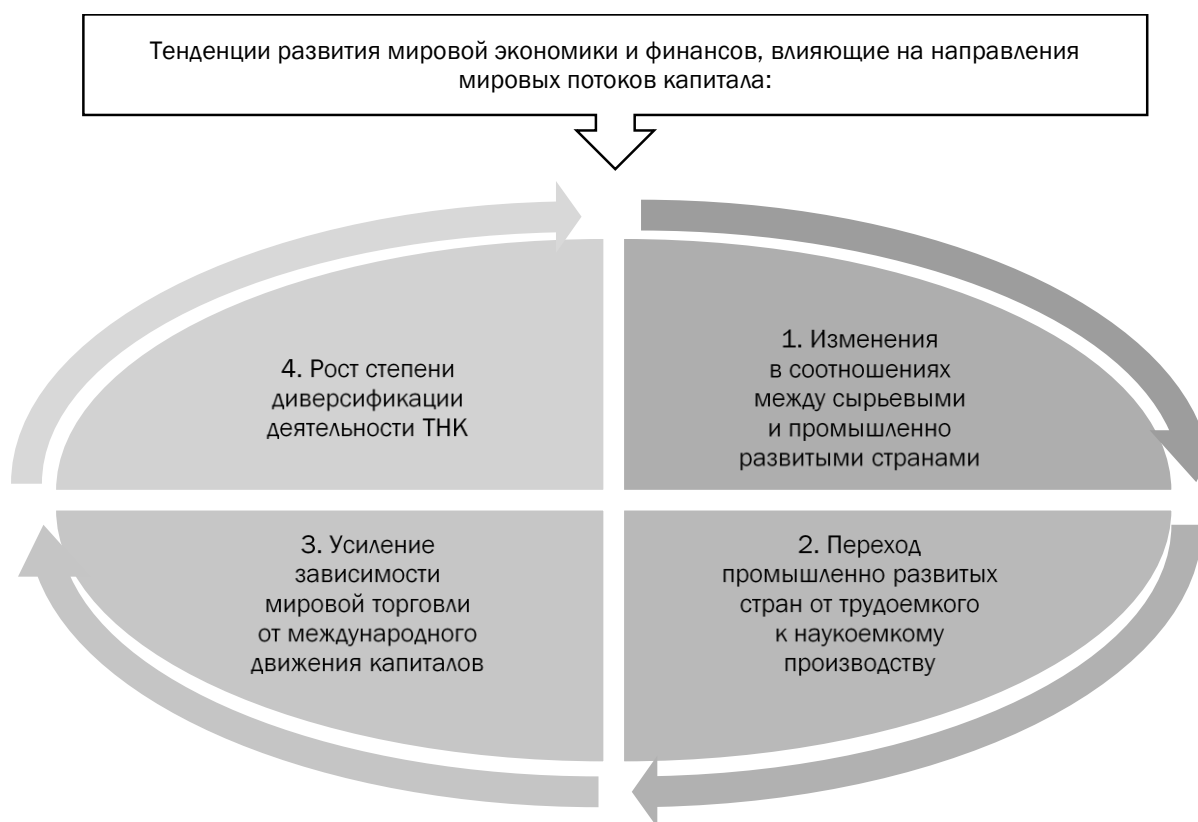 Тенденции развития мировой экономики и финансов, влияющие на направления
мировых потоков капитала:
1. Изменения
в соотношениях
между сырьевыми
и промышленно
развитыми странами
2. Переход
промышленно развитых
стран от трудоемкого
к наукоемкому
производству
3. Усиление
зависимости
мировой торговли
от международного
движения капиталов
4. Рост степени
диверсификации
деятельности ТНК